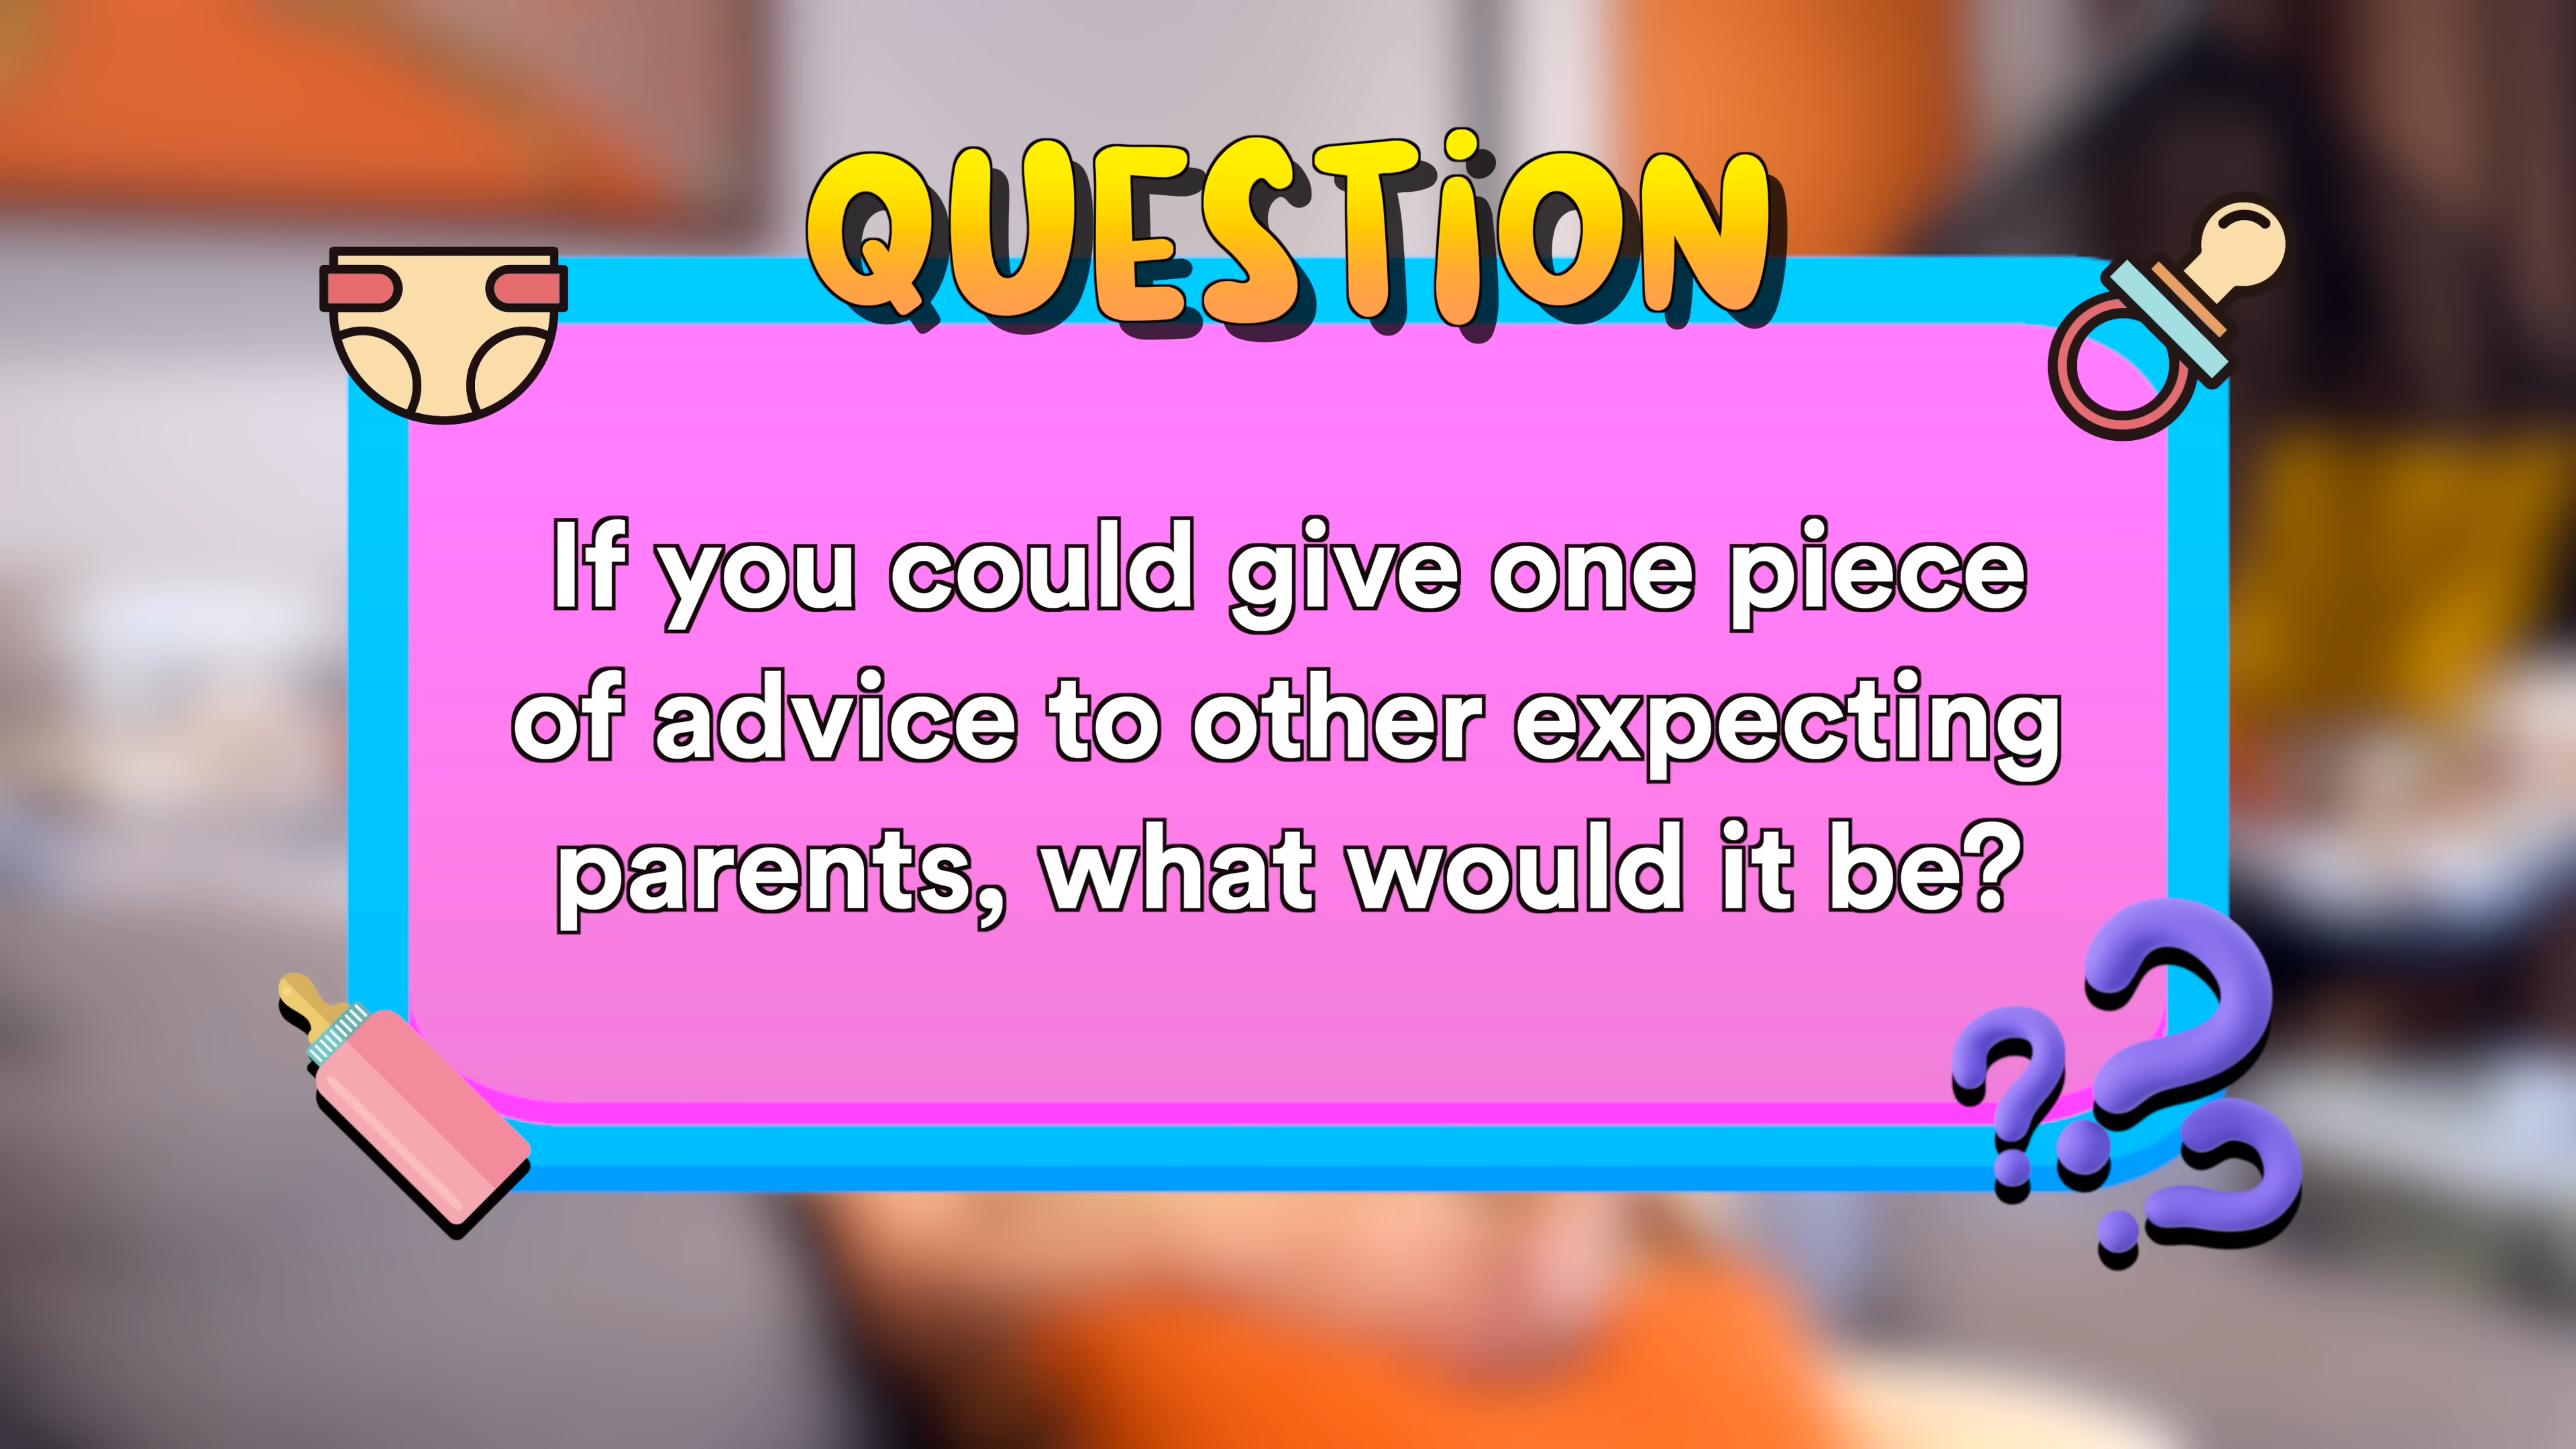 QUESTiON
If you could give one piece
of advice to other expecting
parents, what would it be?